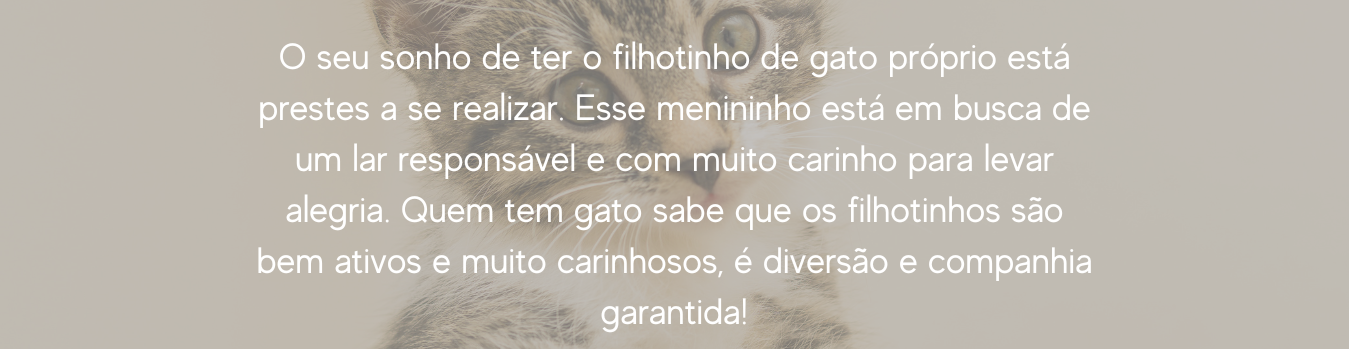 O seu sonho de ter o filhotinho de gato próprio está
prestes a se realizar. Esse menininho está em busca de
um lar responsável e com muito carinho para levar
alegria. Quem tem gato sabe que os filhotinhos são
bem ativos e muito carinhosos, é diversão e companhia
garantida!